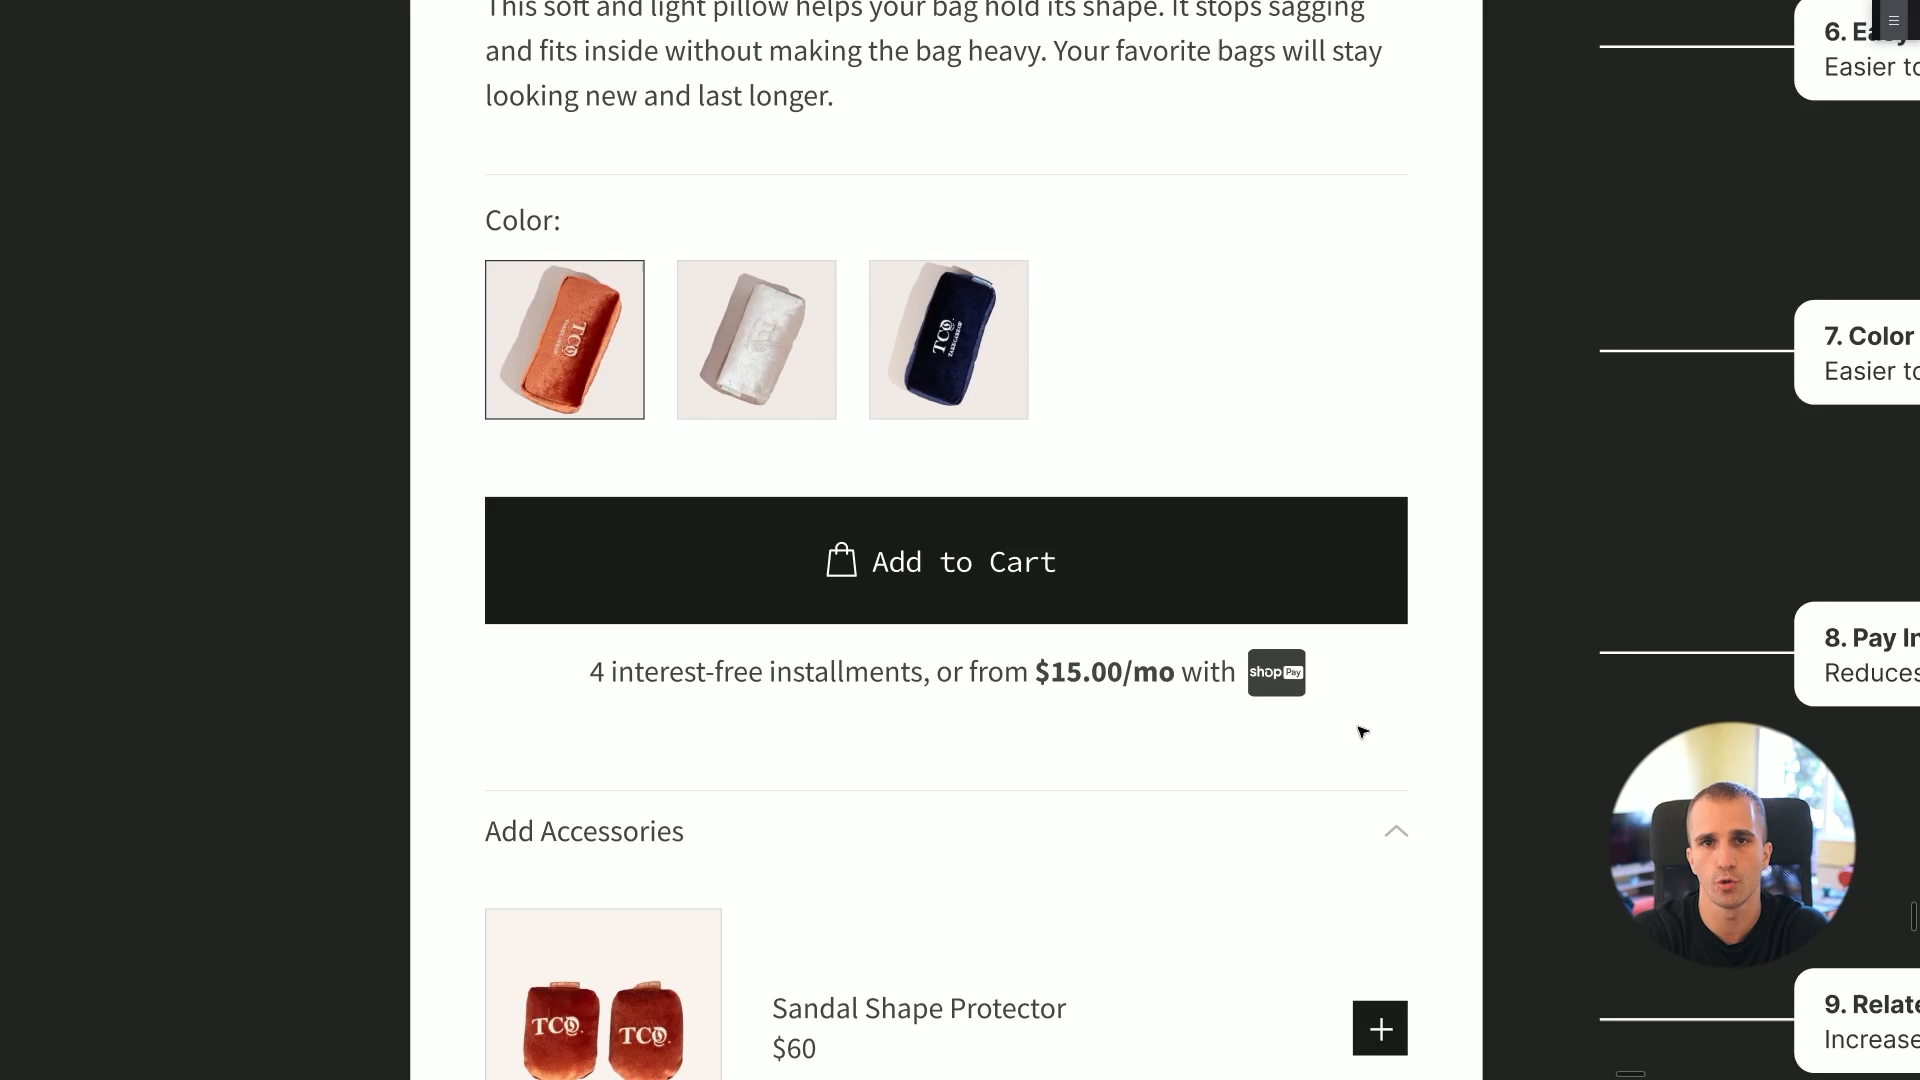 This soft and light pillow helps your bag hold its shape. It stops sagging
and fits inside without making the bag heavy. Your favorite bags will stay
looking new and last longer.
Color:
TCO
TCO
TCO
Add to Cart
4 interest-free installments, or from $15.00/mo with shop Pay
Add Accessories
TCO.
TCO.
Sandal Shape Protector
$60
6. Easy
Easier to
7. Color
Easier to
8. Pay In
Reduces
9. Relate
Increase